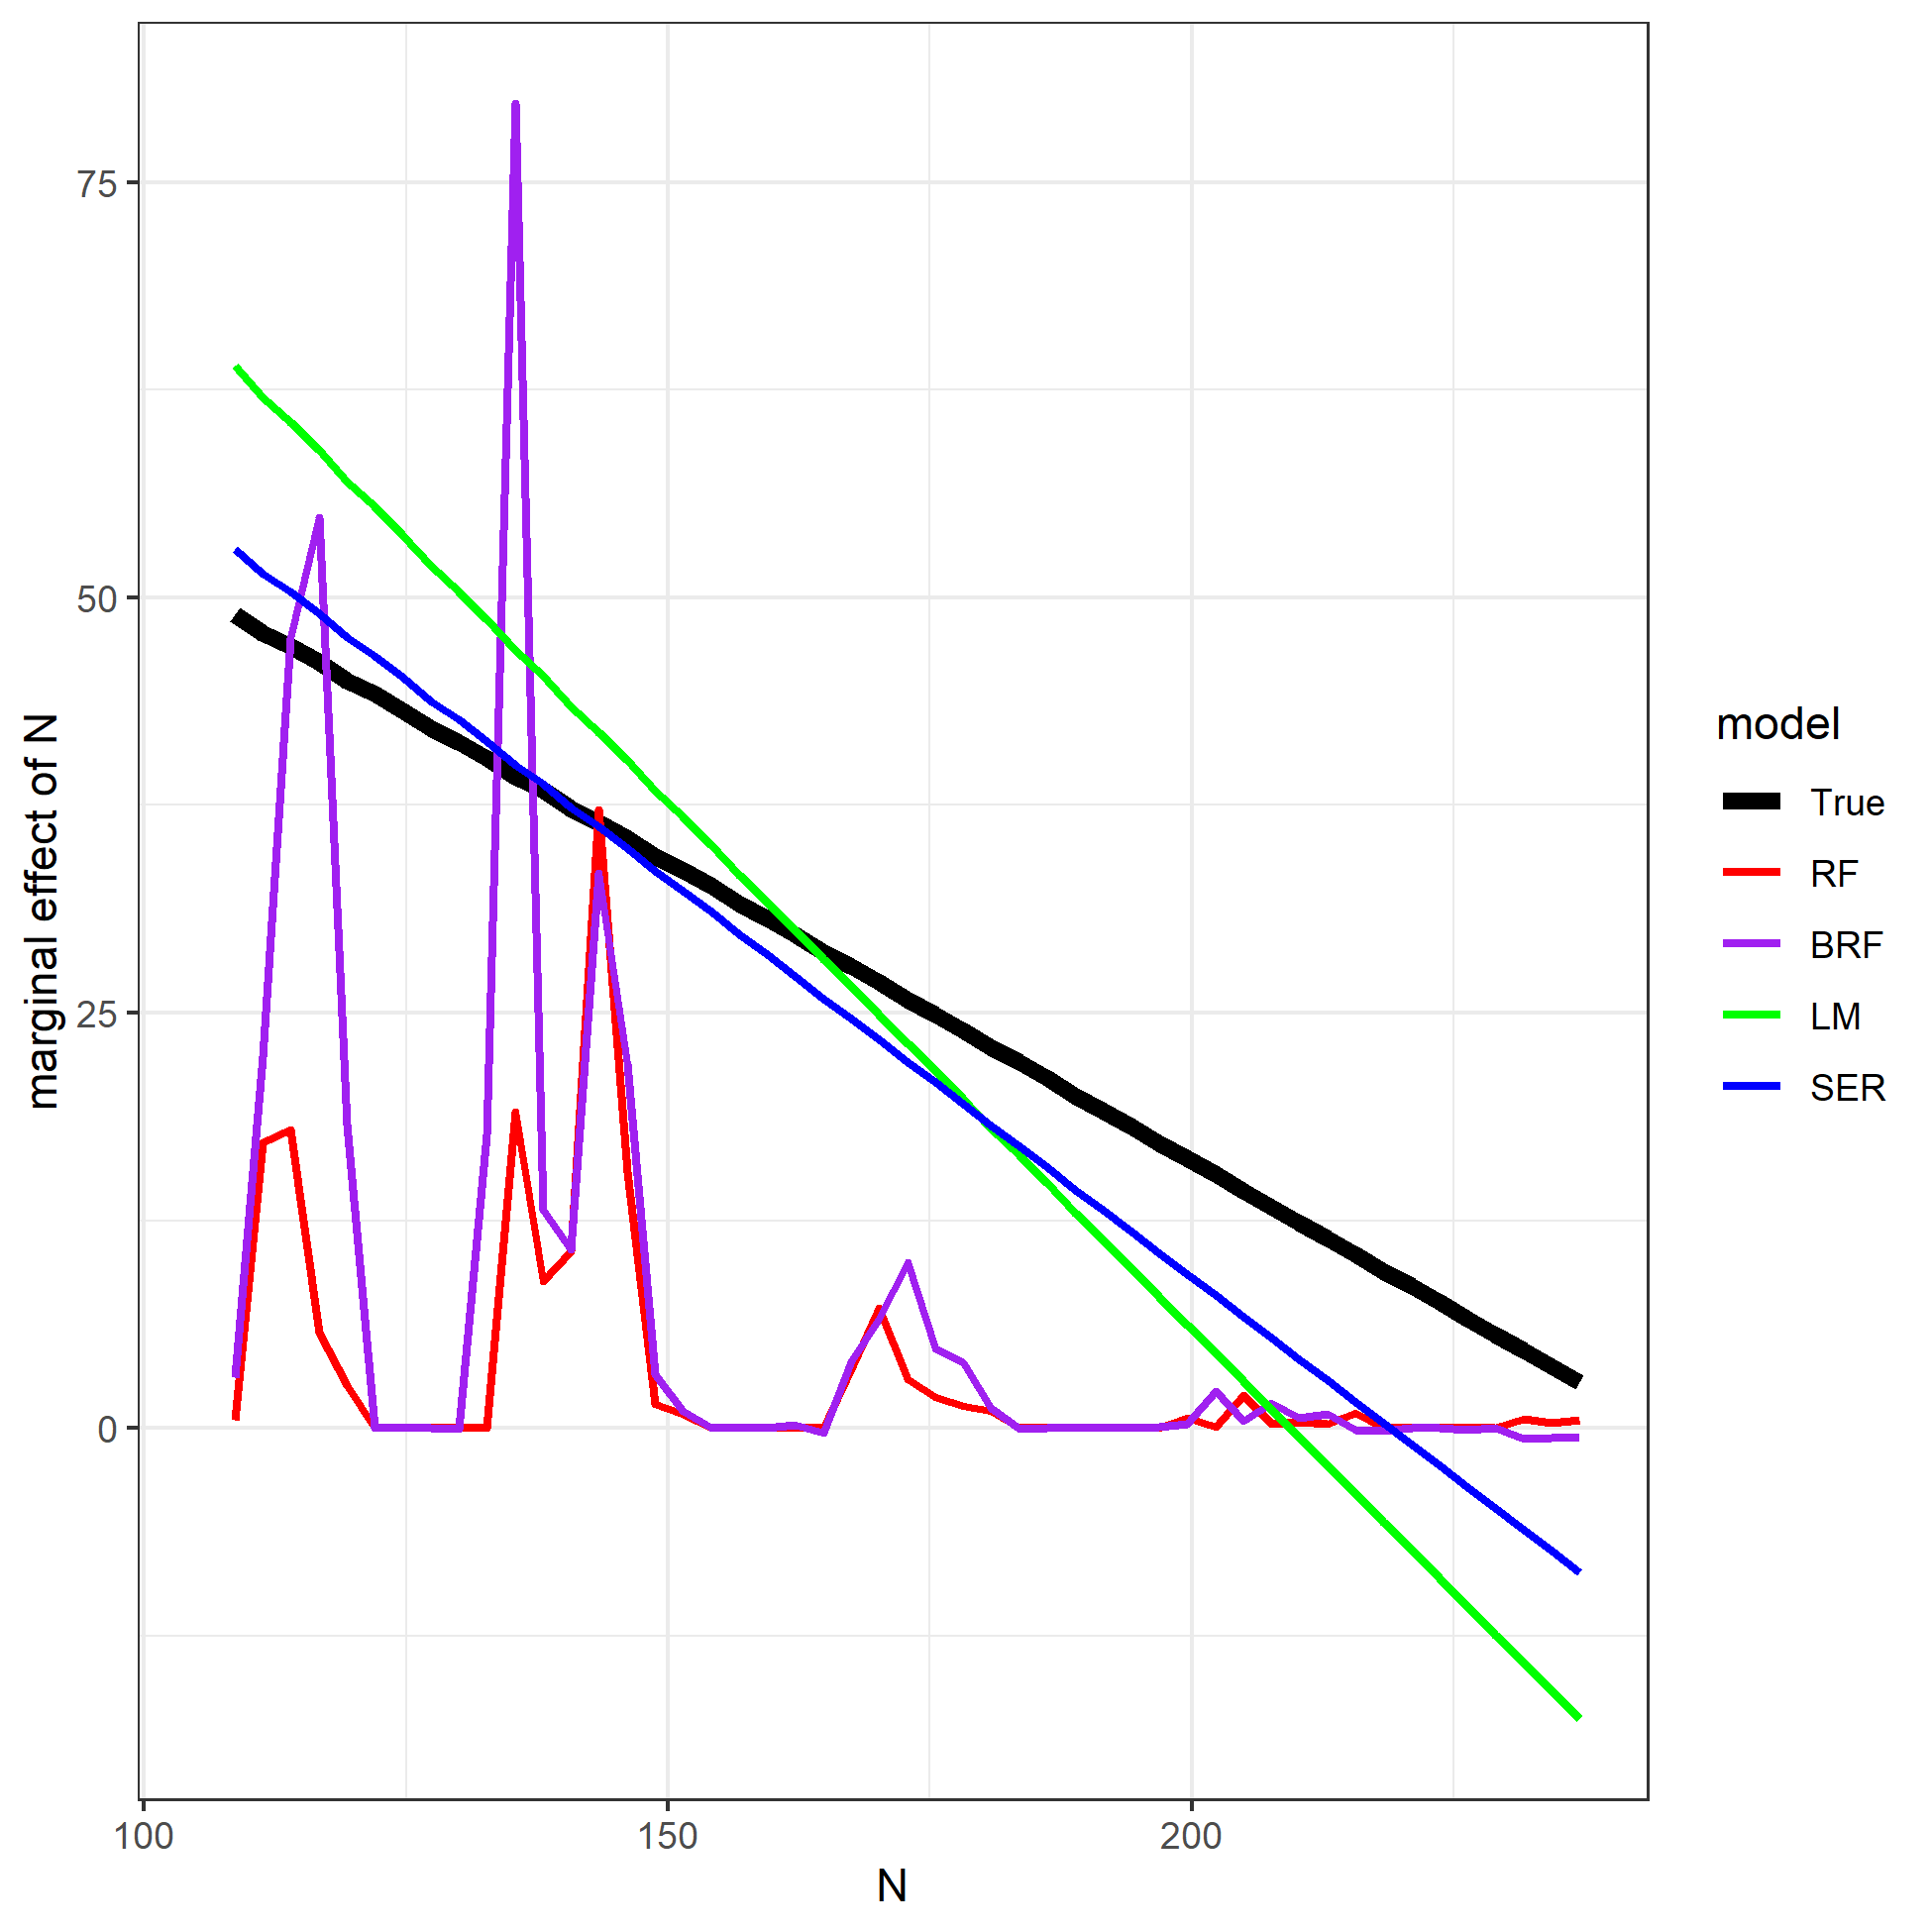 marginal effect of N
75
50
25
0
100
150
200
N
model
True
RF
BRF
LM
SER